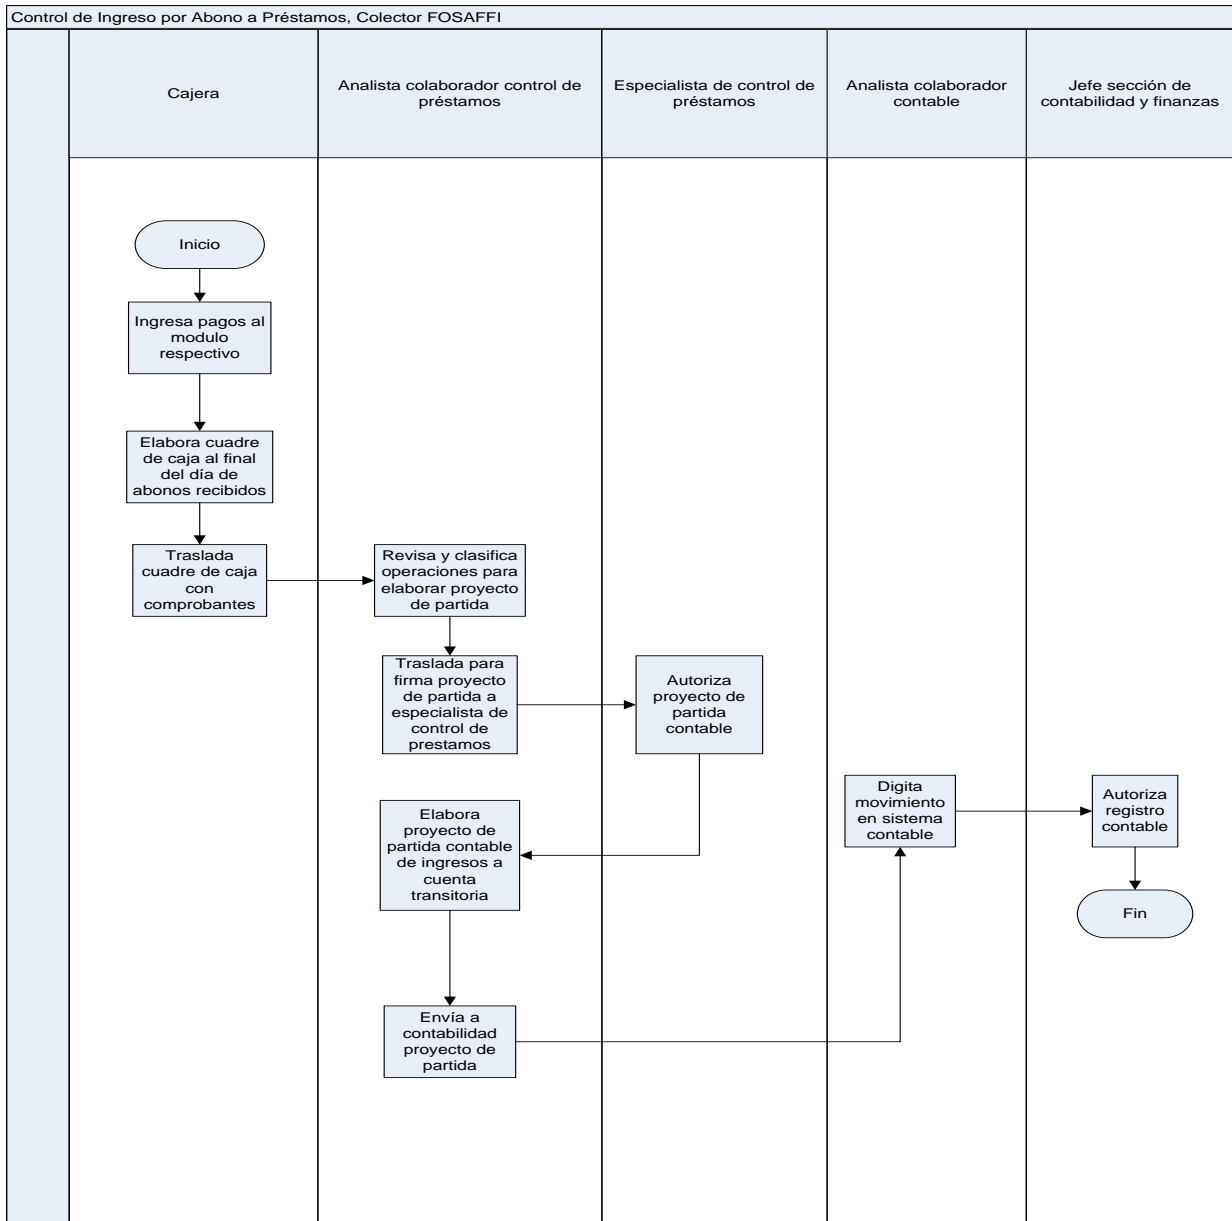 Control de Ingreso por Abono a Préstamos, Colector FOSAFFI
Cajera
Analista colaborador control de
préstamos
Especialista de control de
préstamos
Analista colaborador
contable
Jefe sección de
contabilidad y finanzas
Inicio
Ingresa pagos al
modulo
respectivo
Elabora cuadre
de caja al final
del día de
abonos recibidos
Traslada
cuadre de caja
con
comprobantes
Revisa y clasifica
operaciones para
elaborar proyecto
de partida
Traslada para
firma proyecto
de partida a
especialista de
control de
prestamos
Autoriza
proyecto de
partida
contable
Elabora
proyecto de
partida contable
de ingresos a
cuenta
transitoria
Envía a
contabilidad
proyecto de
partida
Digita
movimiento
en sistema
contable
Autoriza
registro
contable
Fin